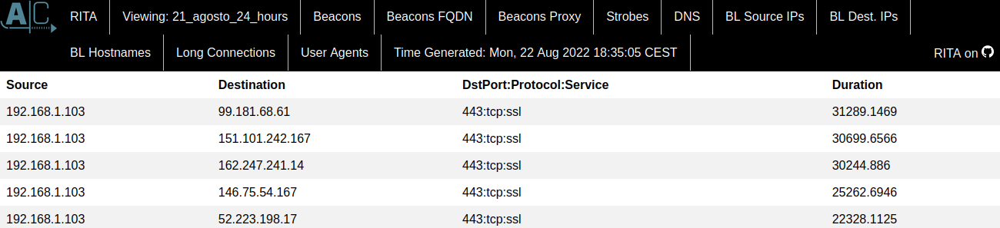 AC RITA Viewing: 21_agosto_24_hours Beacons Beacons FQDN Beacons Proxy Strobes DNS BL Source IPs BL Dest. IPs
BL Hostnames Long Connections User Agents Time Generated: Mon, 22 Aug 2022 18:35:05 CEST RITA on
Source Destination DstPort:Protocol:Service Duration
192.168.1.103 99.181.68.61 443:tcp:ssl 31289.1469
192.168.1.103 151.101.242.167 443:tcp:ssl 30699.6566
192.168.1.103 162.247.241.14 443:tcp:ssl 30244.886
192.168.1.103 146.75.54.167 443:tcp:ssl 25262.6946
192.168.1.103 52.223.198.17 443:tcp:ssl 22328.1125